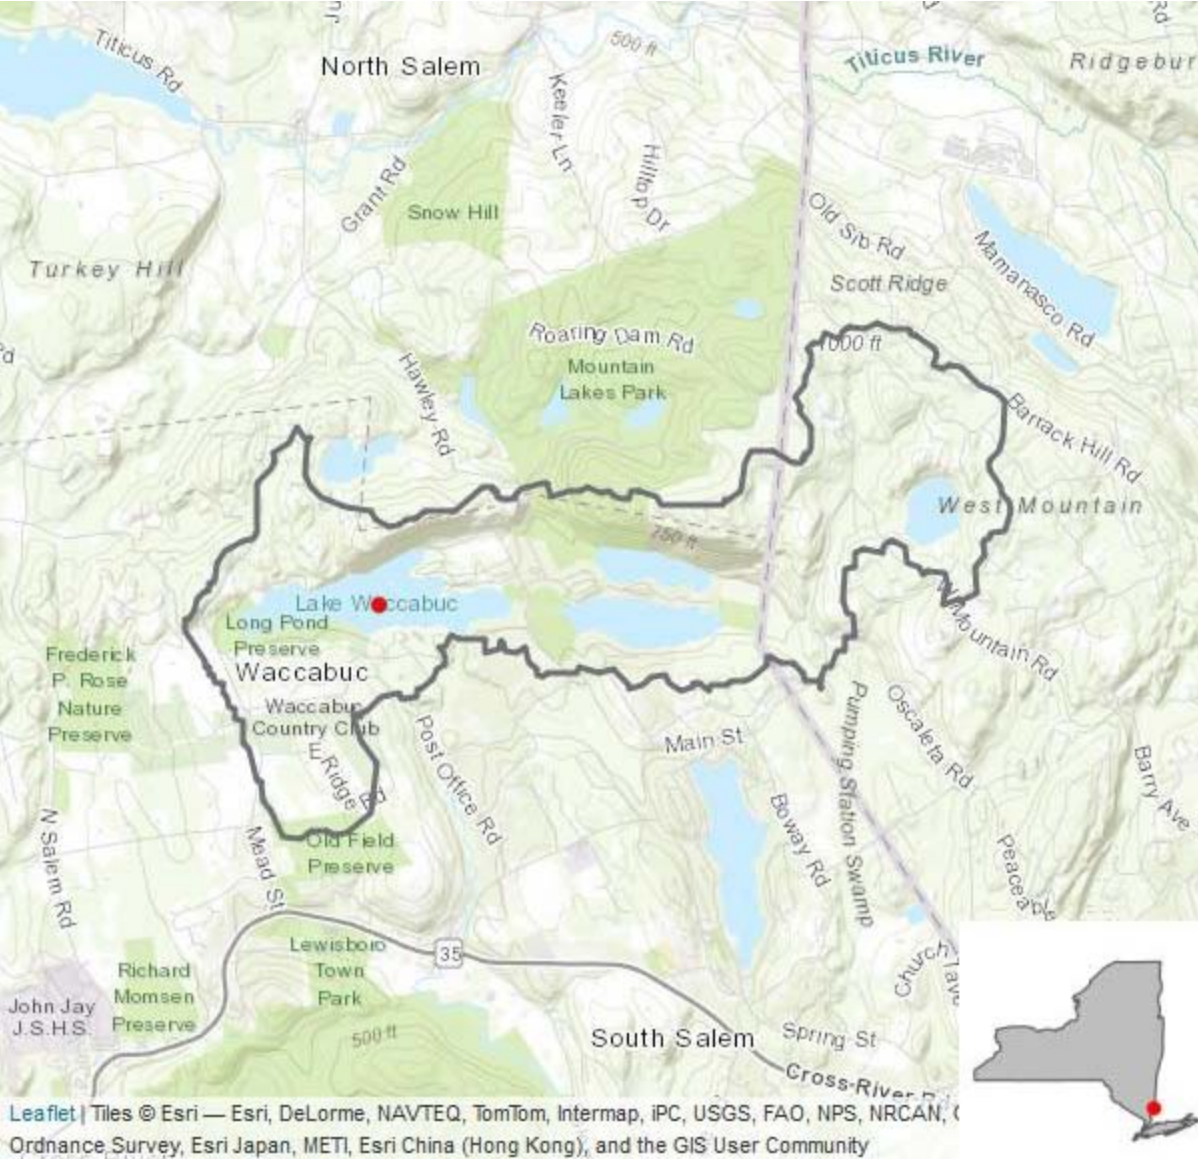 Titicus Rd
North Salem
500 ft
Titicus River
Ridgebur
Keeler Ln
Hilltop Dr
Grant Rd
Snow Hill
Old Sib Rd
Turkey Hill
Scott Ridge
Mamanasco Rd
Roaring Dam Rd
1000 ft
Mountain
Lakes Park
Hawley Rd
Barrack Hill Rd
West Mountain
750 ft
Lake Waccabuc
Long Pond
Preserve
W Mountain Rd
Frederick
P. Rose
Nature
Preserve
Waccabuc
Waccabuc
Country Club
E Ridge Rd
Post Office Rd
Main St
Pumping Station Swamp
Oscaleta Rd
Barry Ave
N Salem Rd
Mead St
Old Field
Preserve
Boway Rd
Peaceable
Lewisboro
Town
Park
35
Richard
Momsen
Preserve
John Jay
J.S.H.S.
Church Tave
500 ft
South Salem
Spring St
Cross-River Rd
Leaflet | Tiles © Esri — Esri, DeLorme, NAVTEQ, TomTom, Intermap, iPC, USGS, FAO, NPS, NRCAN,
Ordnance Survey, Esri Japan, METI, Esri China (Hong Kong), and the GIS User Community